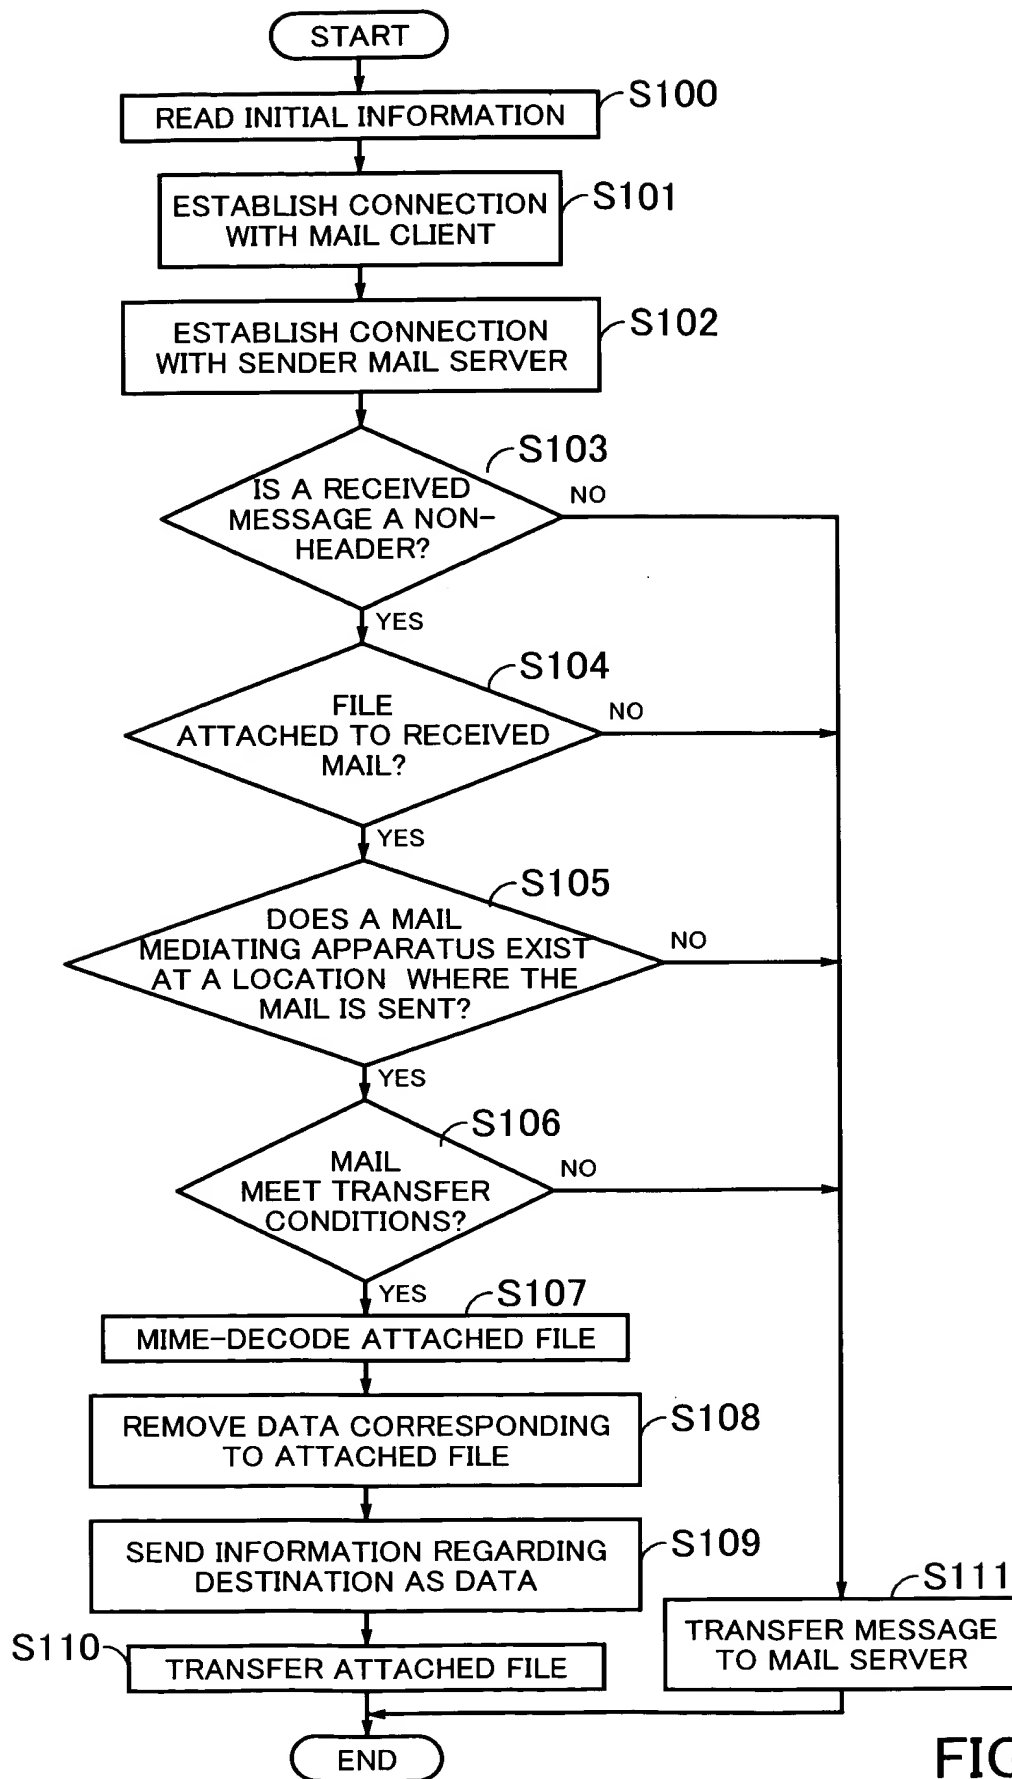 START
S100
READ INITIAL INFORMATION
S101
ESTABLISH CONNECTION
WITH MAIL CLIENT
S102
ESTABLISH CONNECTION
WITH SENDER MAIL SERVER
S103
IS A RECEIVED
MESSAGE A NON-
HEADER?
NO
YES
S104
FILE
ATTACHED TO RECEIVED
MAIL?
NO
YES
S105
DOES A MAIL
MEDIATING APPARATUS EXIST
AT A LOCATION WHERE THE
MAIL IS SENT?
NO
YES
S106
MAIL
MEET TRANSFER
CONDITIONS?
NO
YES
S107
MIME-DECODE ATTACHED FILE
S108
REMOVE DATA CORRESPONDING
TO ATTACHED FILE
S109
SEND INFORMATION REGARDING
DESTINATION AS DATA
S110
TRANSFER ATTACHED FILE
S111
TRANSFER MESSAGE
TO MAIL SERVER
END
FIG